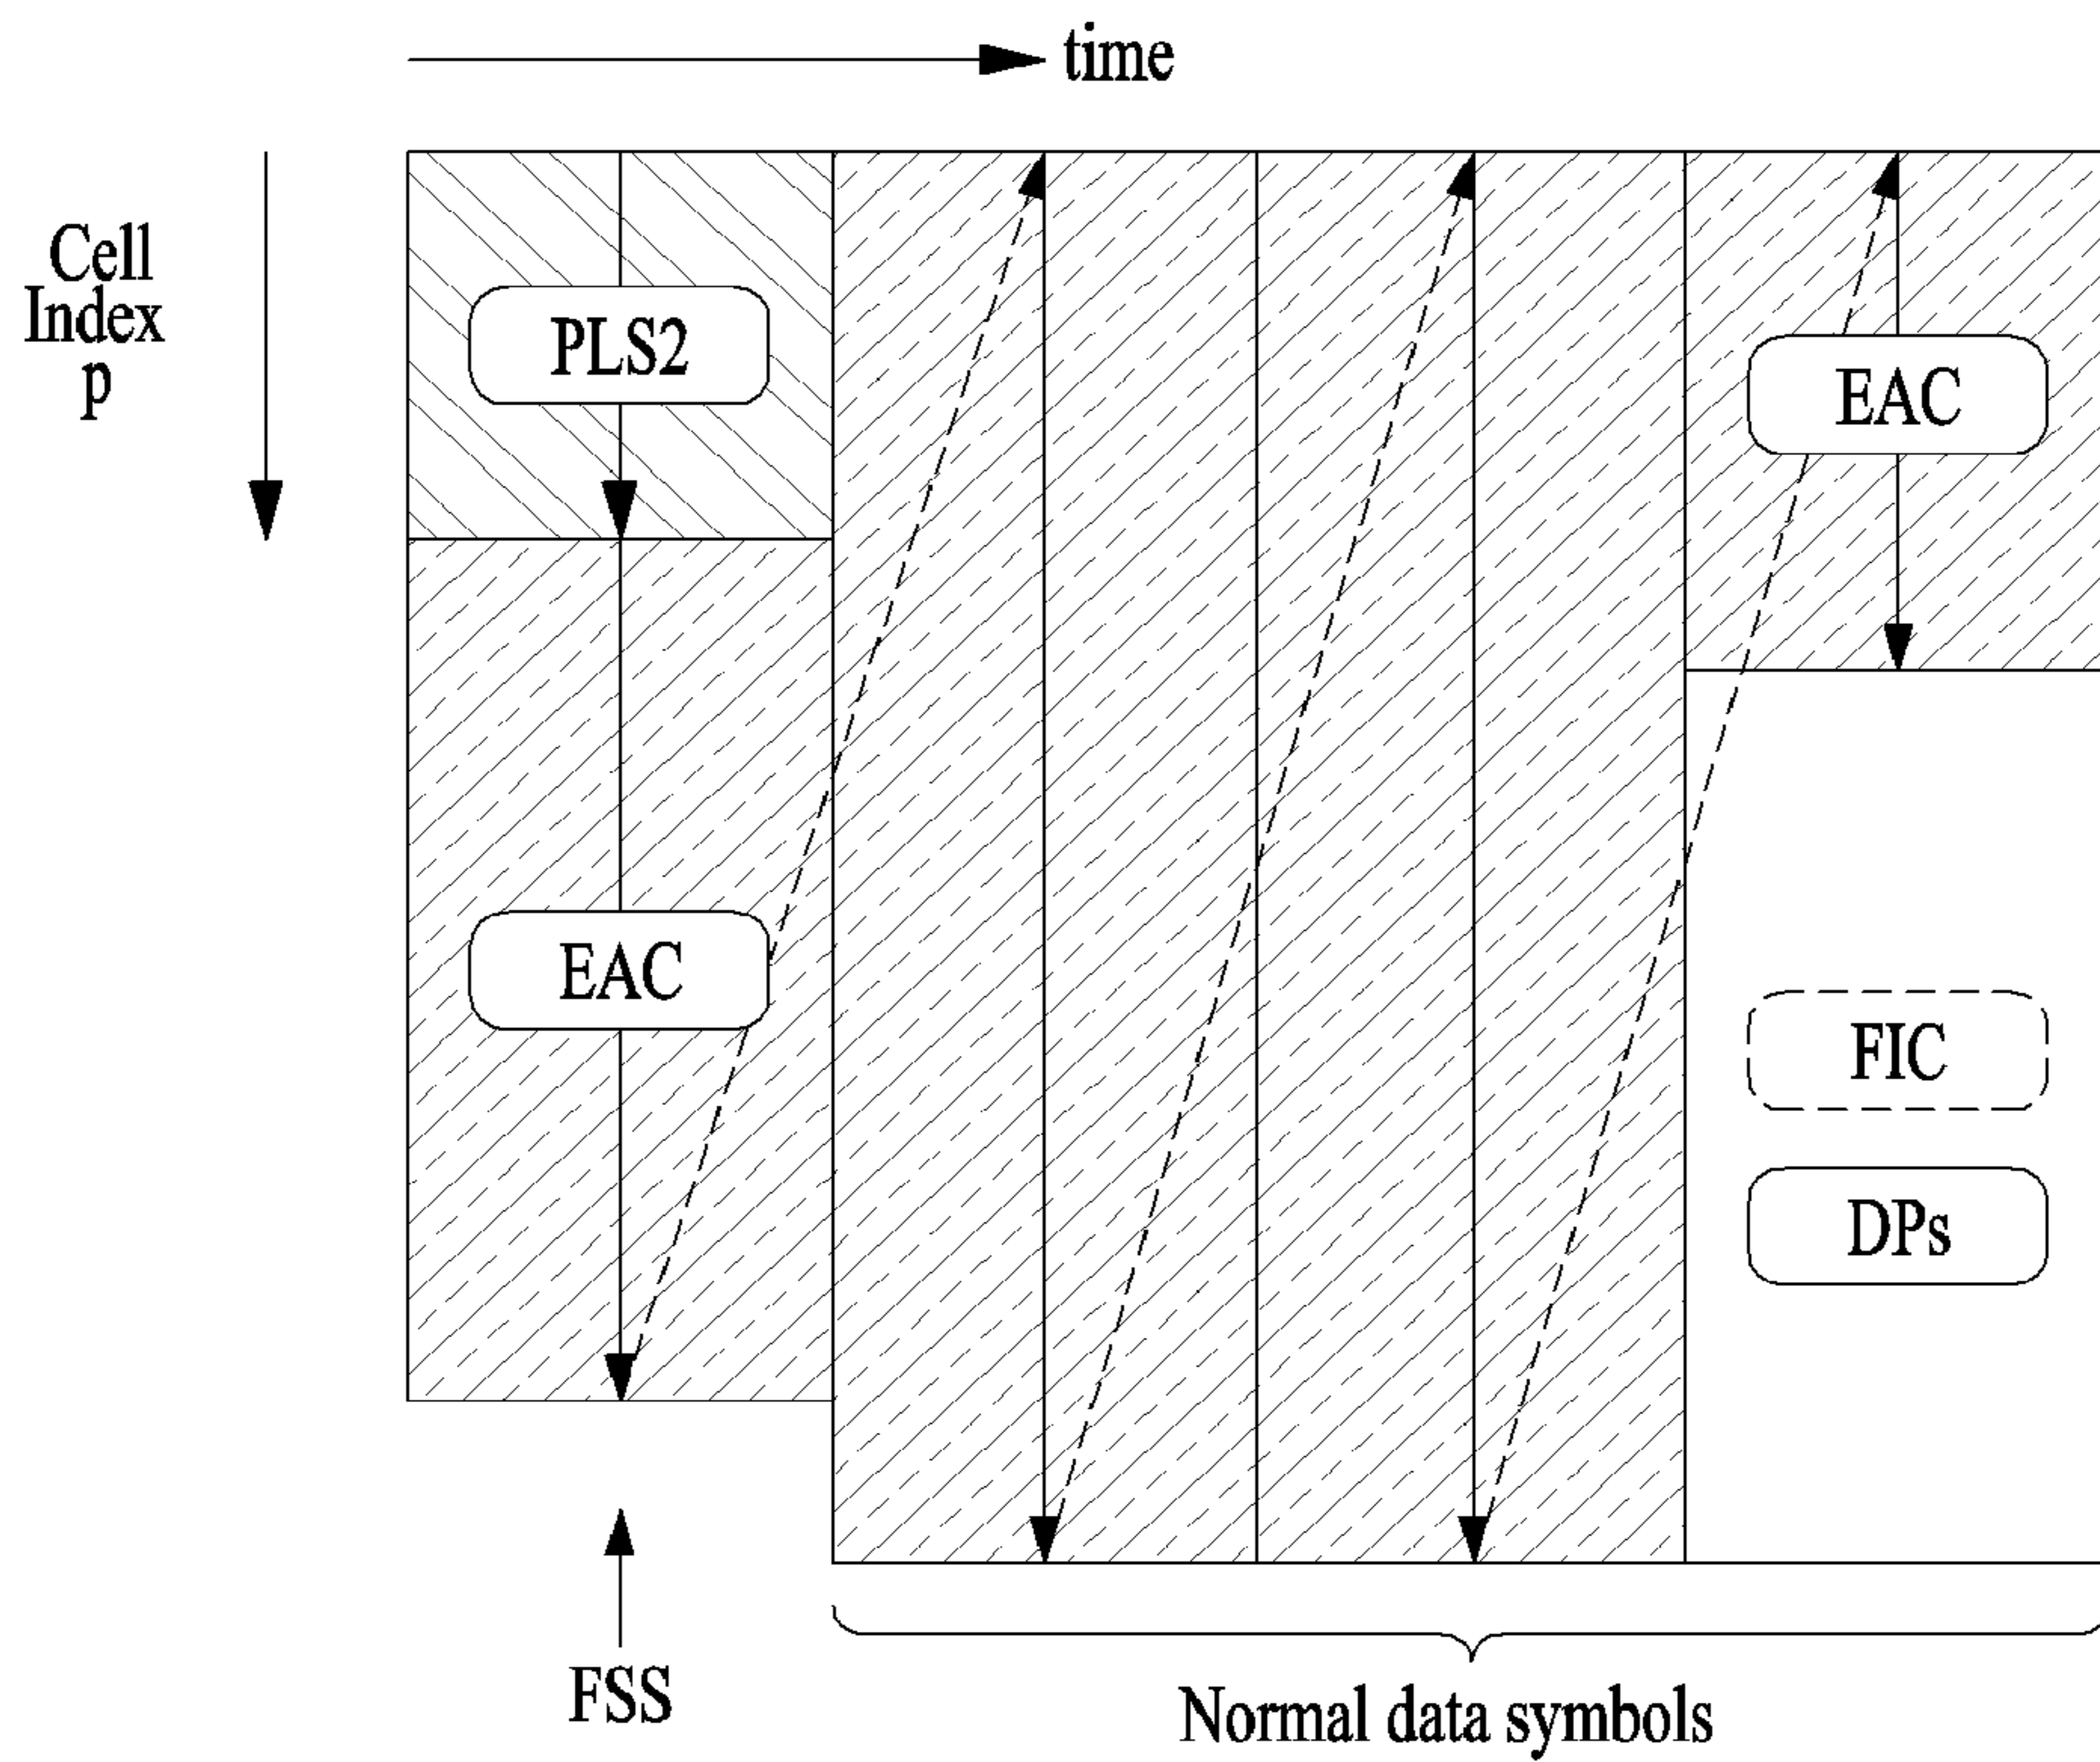 time
Cell
Index
p
PLS2
EAC
EAC
FIC
DPs
FSS
Normal data symbols